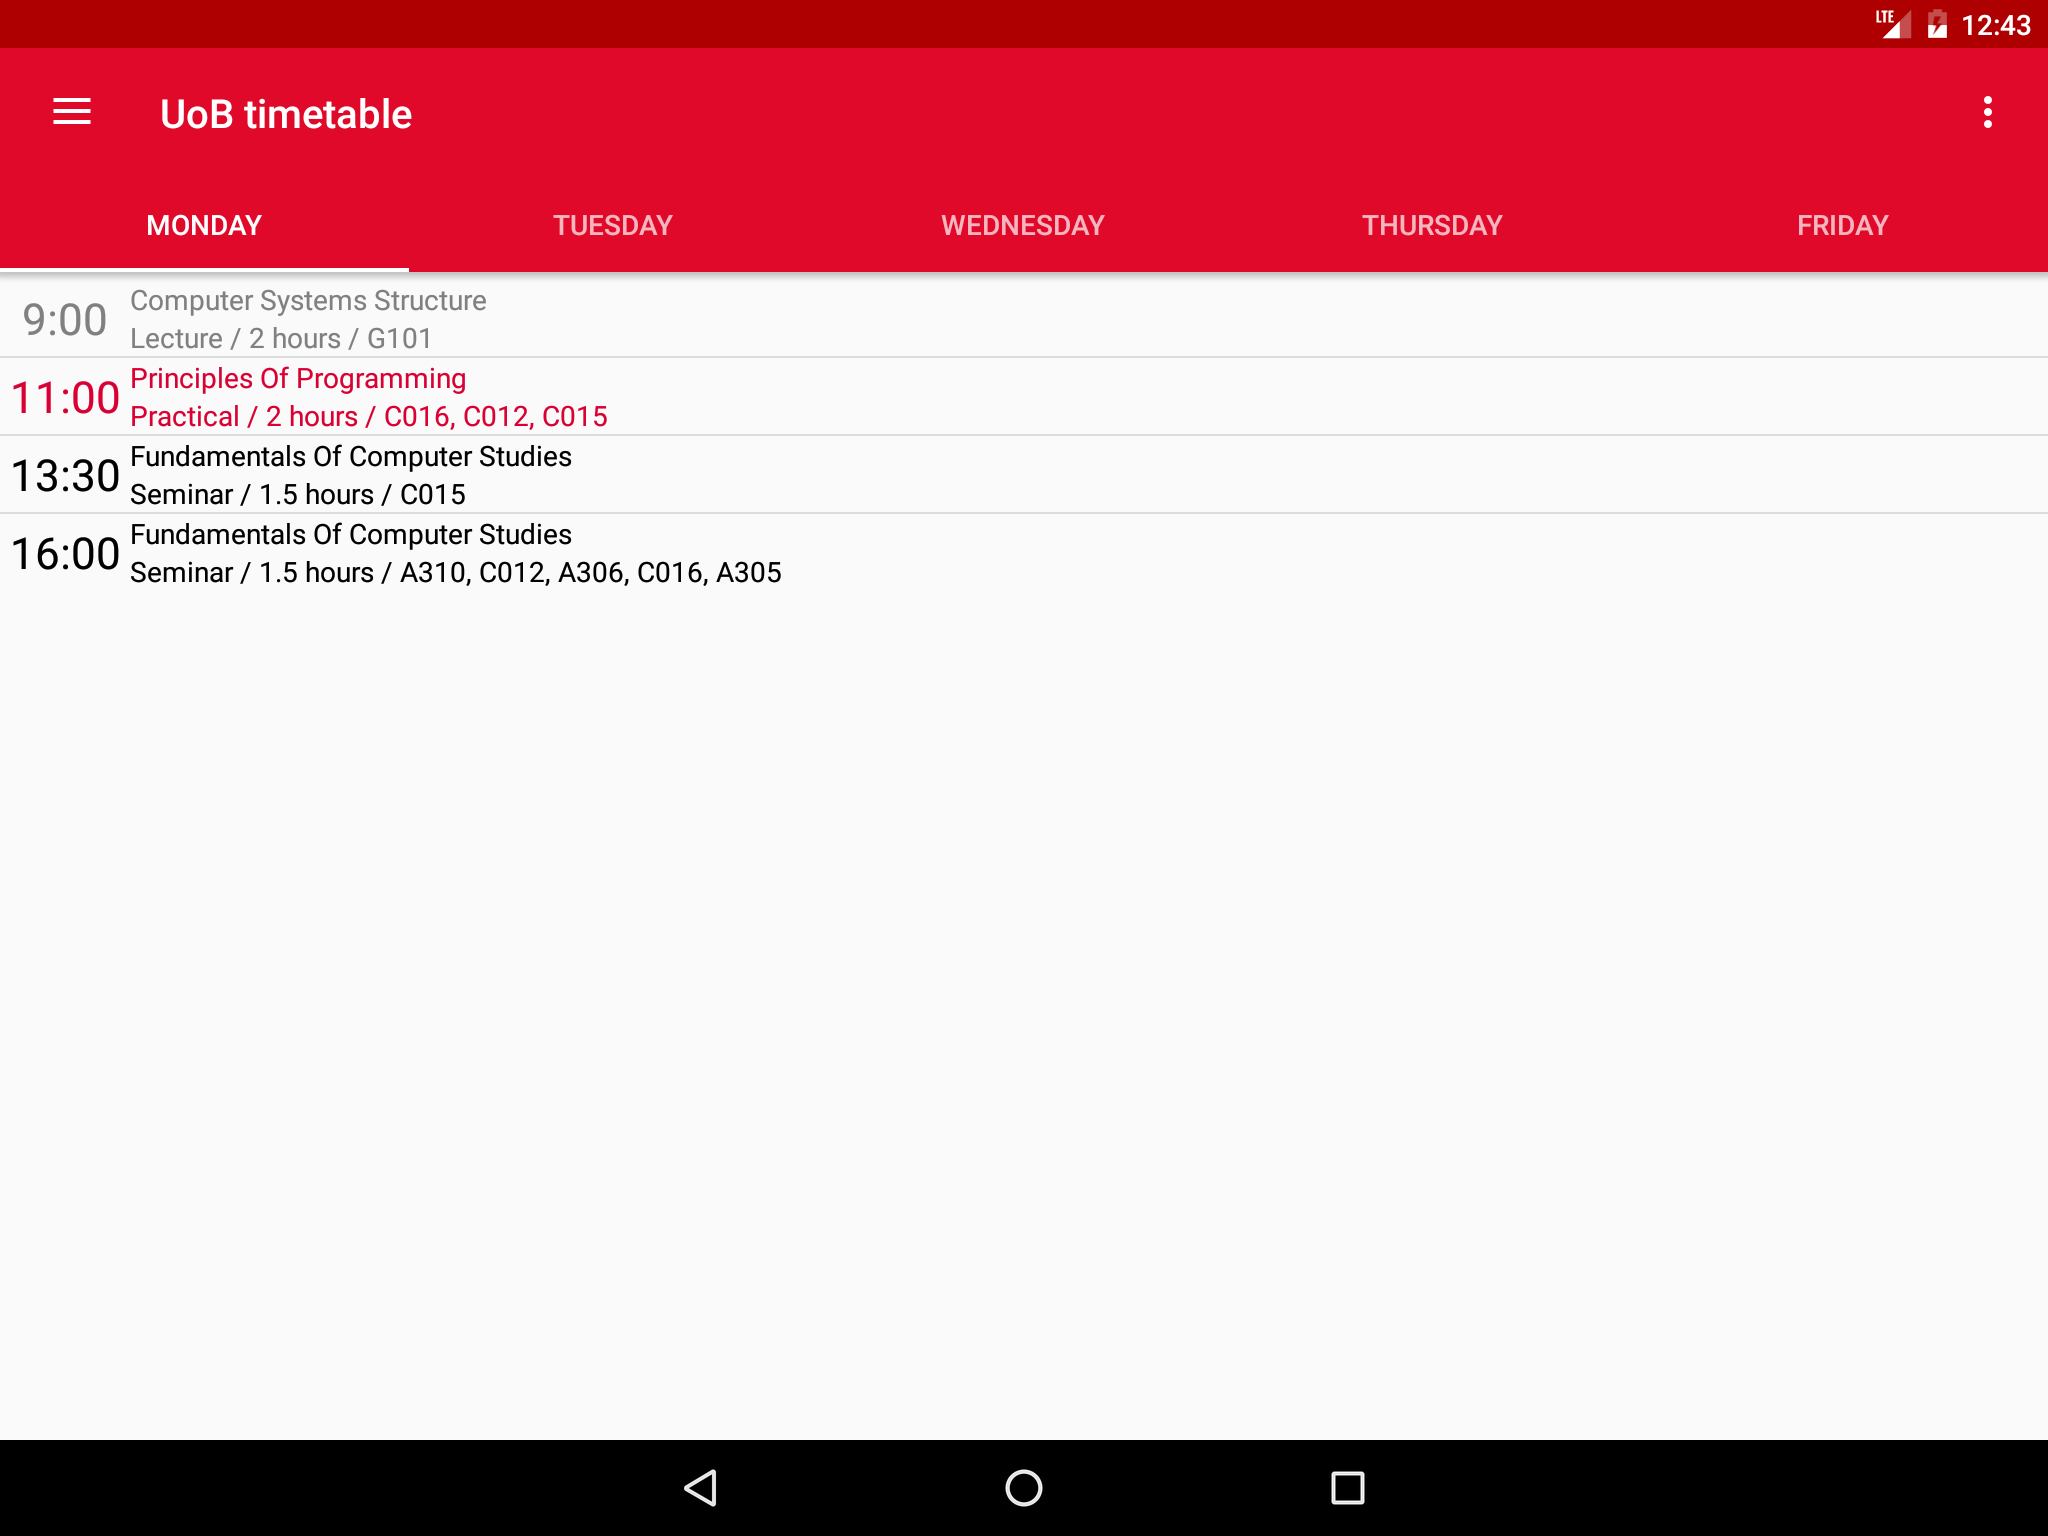 LTE 12:43
UoB timetable
MONDAY TUESDAY WEDNESDAY THURSDAY FRIDAY
9:00 Computer Systems Structure
Lecture / 2 hours / G101
11:00 Principles Of Programming
Practical / 2 hours / C016, C012, C015
13:30 Fundamentals Of Computer Studies
Seminar / 1.5 hours / C015
16:00 Fundamentals Of Computer Studies
Seminar / 1.5 hours / A310, C012, A306, C016, A305